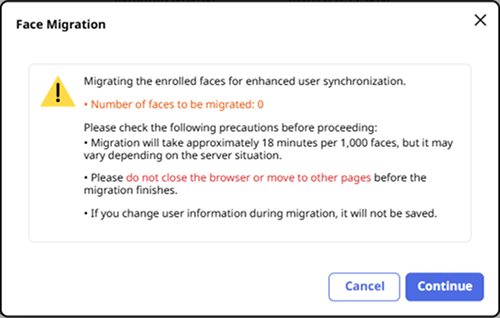 Face Migration
Migrating the enrolled faces for enhanced user synchronization.
• Number of faces to be migrated: 0
Please check the following precautions before proceeding:
• Migration will take approximately 18 minutes per 1,000 faces, but it may
vary depending on the server situation.
• Please do not close the browser or move to other pages before the
migration finishes.
• If you change user information during migration, it will not be saved.
Cancel Continue